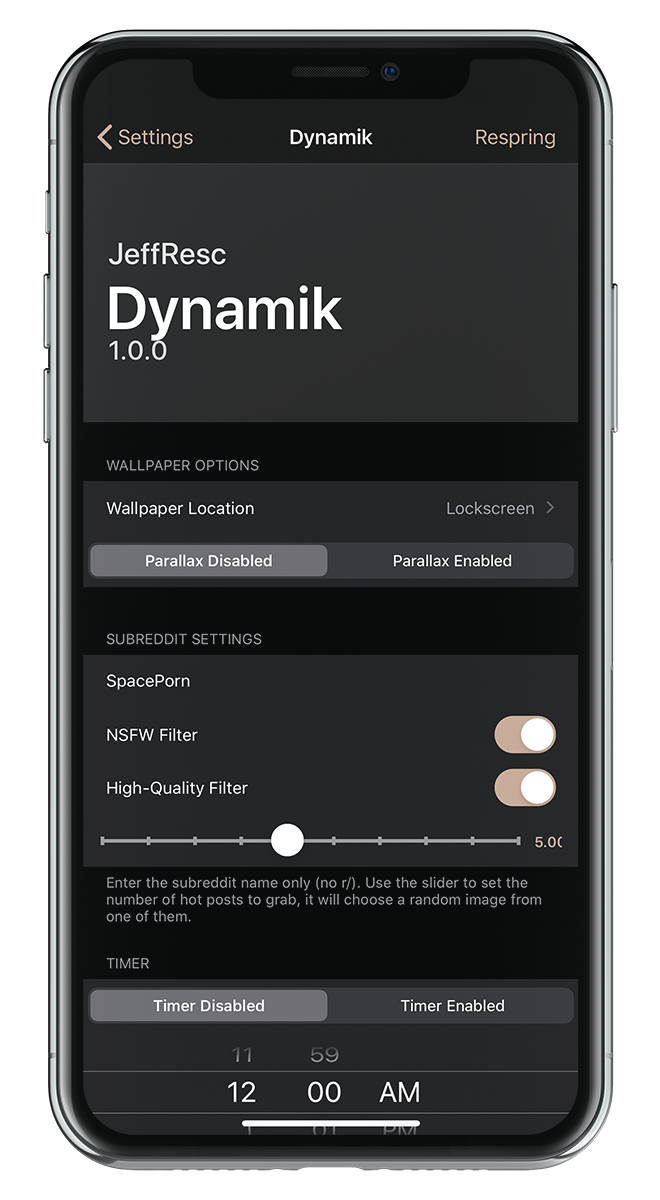 Settings
Dynamik
Respring
JeffResc
Dynamik
1.0.0
WALLPAPER OPTIONS
Wallpaper Location
Lockscreen
Parallax Disabled
Parallax Enabled
SUBREDDIT SETTINGS
SpacePorn
NSFW Filter
High-Quality Filter
5.0
Enter the subreddit name only (no r/). Use the slider to set the
number of hot posts to grab, it will choose a random image from
one of them.
TIMER
Timer Disabled
Timer Enabled
11 59
12 00 AM
1 01 PM